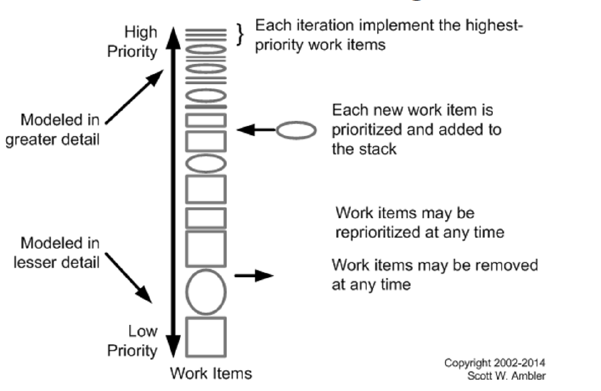 High
Priority
Each iteration implement the highest-
priority work items
Modeled in
greater detail
Each new work item is
prioritized and added to
the stack
Work items may be
reprioritized at any time
Modeled in
lesser detail
Work items may be removed
at any time
Low
Priority
Work Items
Copyright 2002-2014
Scott W. Ambler